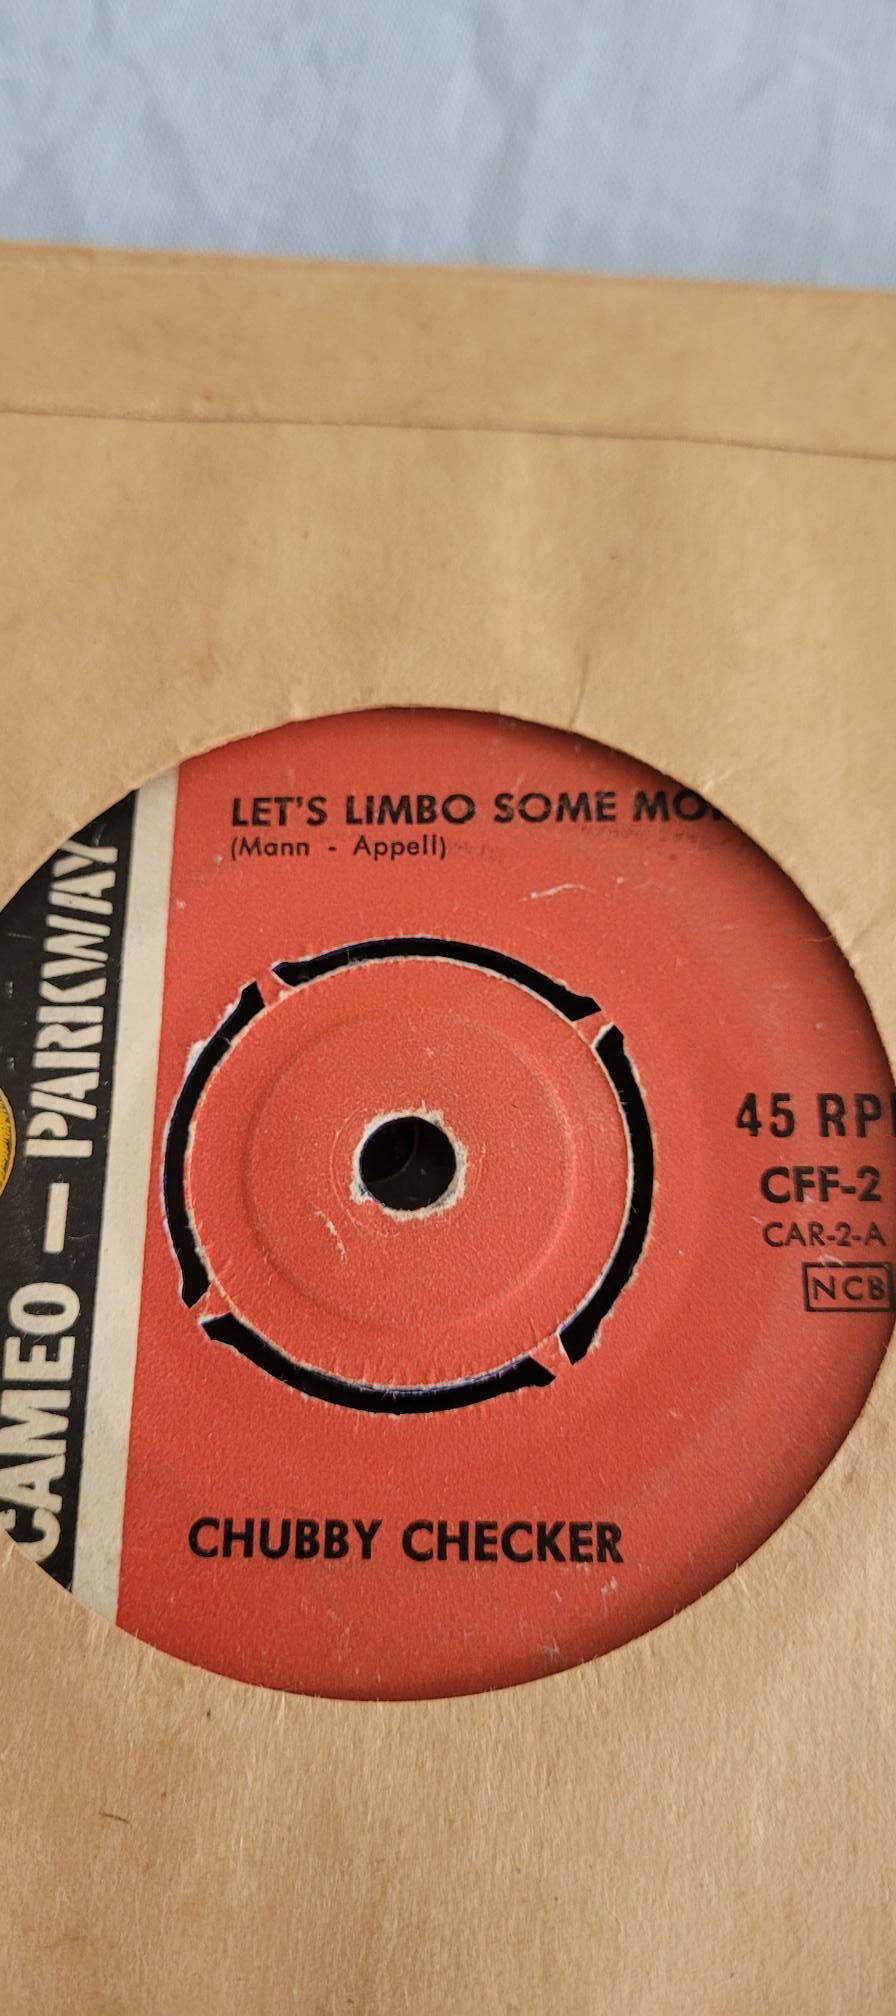 LET'S LIMBO SOME MO
(Mann - Appell)
CAMEO — PARKWAY
45 RP
CFF-2
CAR-2-A
NCB
CHUBBY CHECKER